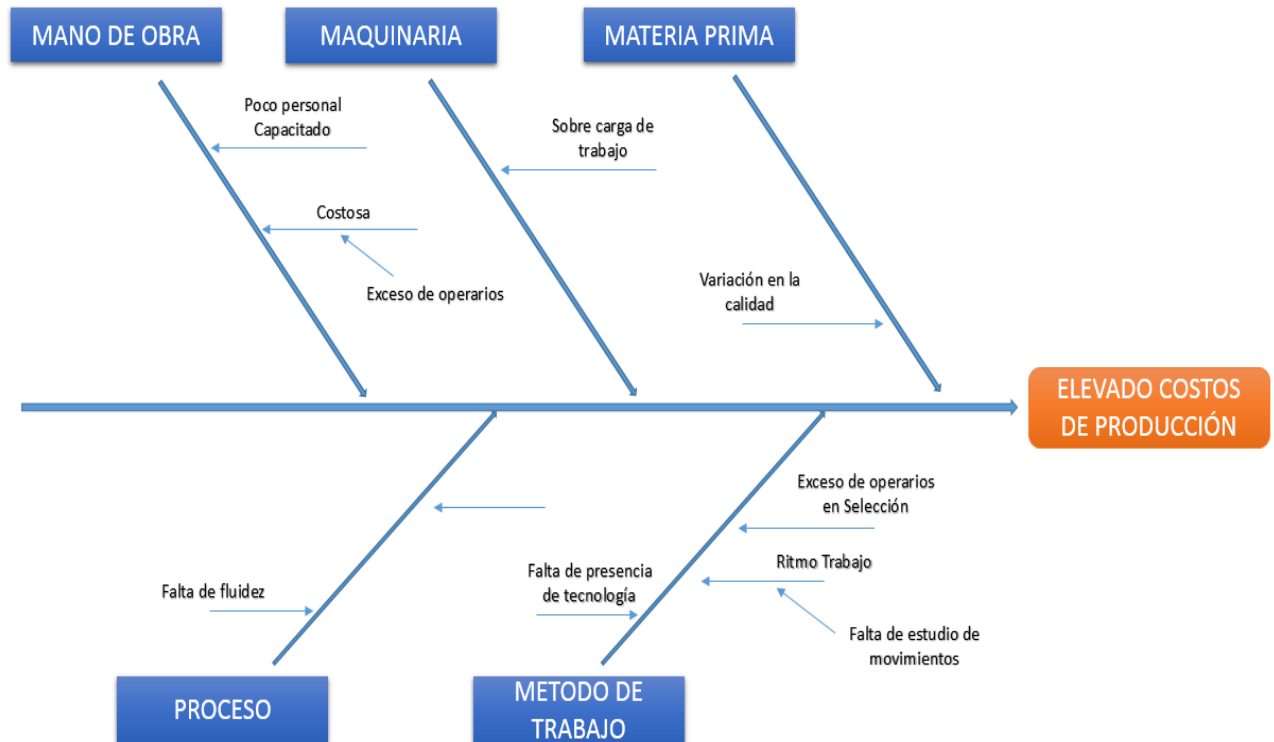 MANO DE OBRA
MAQUINARIA
MATERIA PRIMA
Poco personal
Capacitado
Sobre carga de
trabajo
Costosa
Exceso de operarios
Variación en la
calidad
ELEVADO COSTOS
DE PRODUCCIÓN
Exceso de operarios
en Selección
Falta de fluidez
Falta de presencia
de tecnología
Ritmo Trabajo
Falta de estudio de
movimientos
PROCESO
METODO DE
TRABAJO